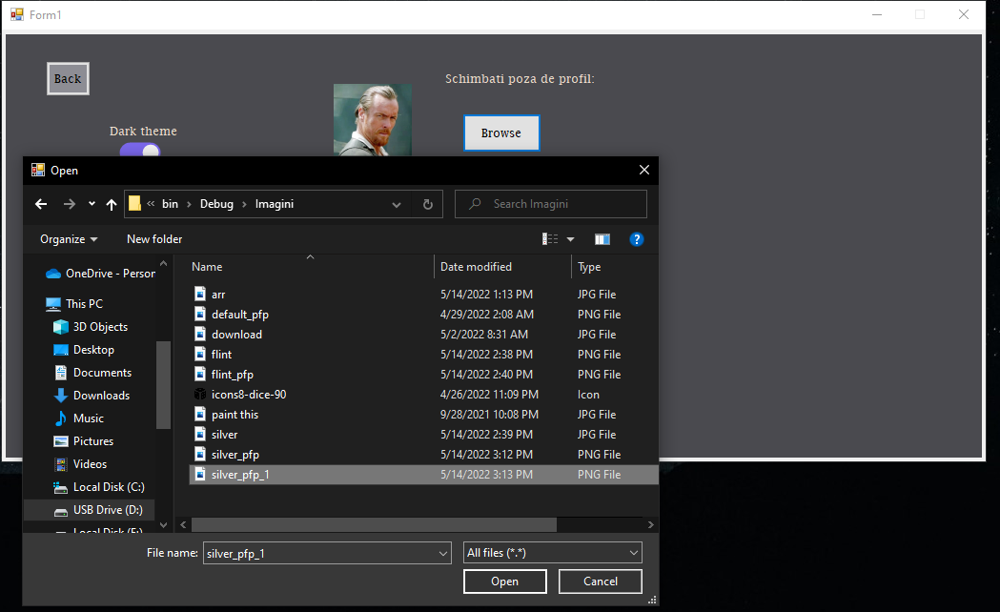 Form1
Back
Schimbati poza de profil:
Browse
Dark theme
Open
« bin › Debug › Imagini
Search Imagini
Organize
New folder
?
Name Date modified Type
OneDrive - Person
This PC
3D Objects
Desktop
Documents
Downloads
Music
Pictures
Videos
Local Disk (C:)
USB Drive (D:)
Local Disk (E:)
arr 5/14/2022 1:13 PM JPG File
default_pfp 4/29/2022 2:08 AM PNG File
download 5/2/2022 8:31 AM JPG File
flint 5/14/2022 2:38 PM PNG File
flint_pfp 5/14/2022 2:40 PM PNG File
icons8-dice-90 4/26/2022 11:09 PM Icon
paint this 9/28/2021 10:08 PM JPG File
silver 5/14/2022 2:39 PM JPG File
silver_pfp 5/14/2022 3:12 PM PNG File
silver_pfp_1 5/14/2022 3:13 PM PNG File
File name: silver_pfp_1 All files (*.*)
Open Cancel